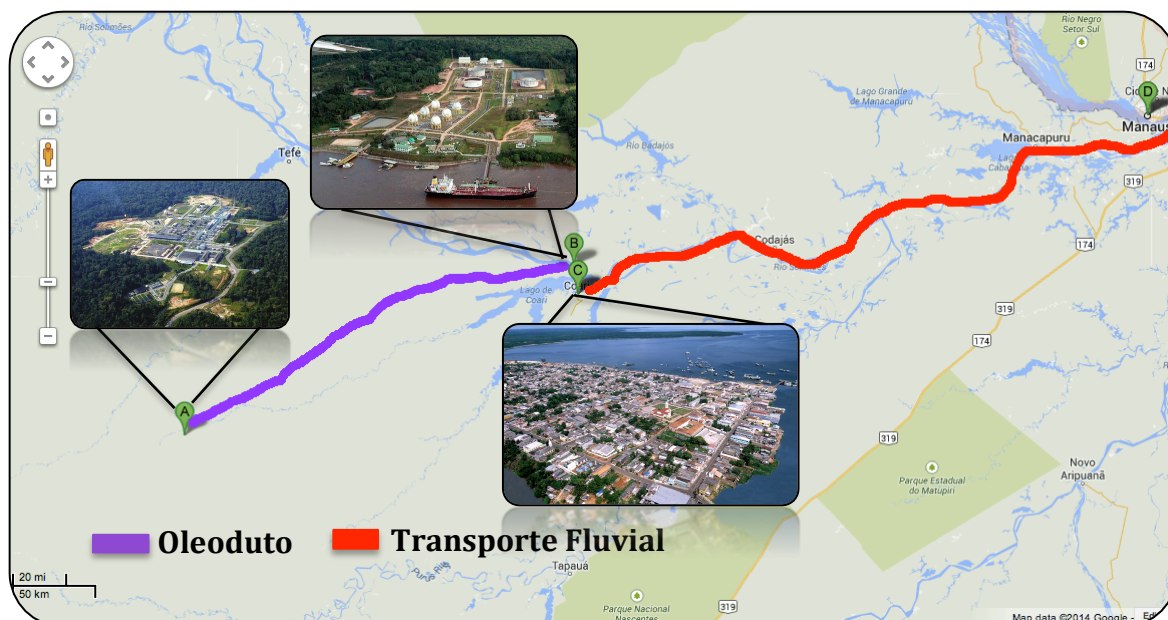 Rio Solimões
Rio Negro
Setor Sul
174
D
Manaus
Lago Grande
de Manacapuru
Manacapuru
319
Rio Badajós
Tefé
B
C
Codajás
174
Lago de
Coari
A
319
174
319
Parque Estadual
do Matupiri
Novo
Aripuanã
Oleoduto
Transporte Fluvial
20 mi
50 km
Tapauá
Purus
Parque Nacional
Nascentes
319
Map data ©2014 Google -